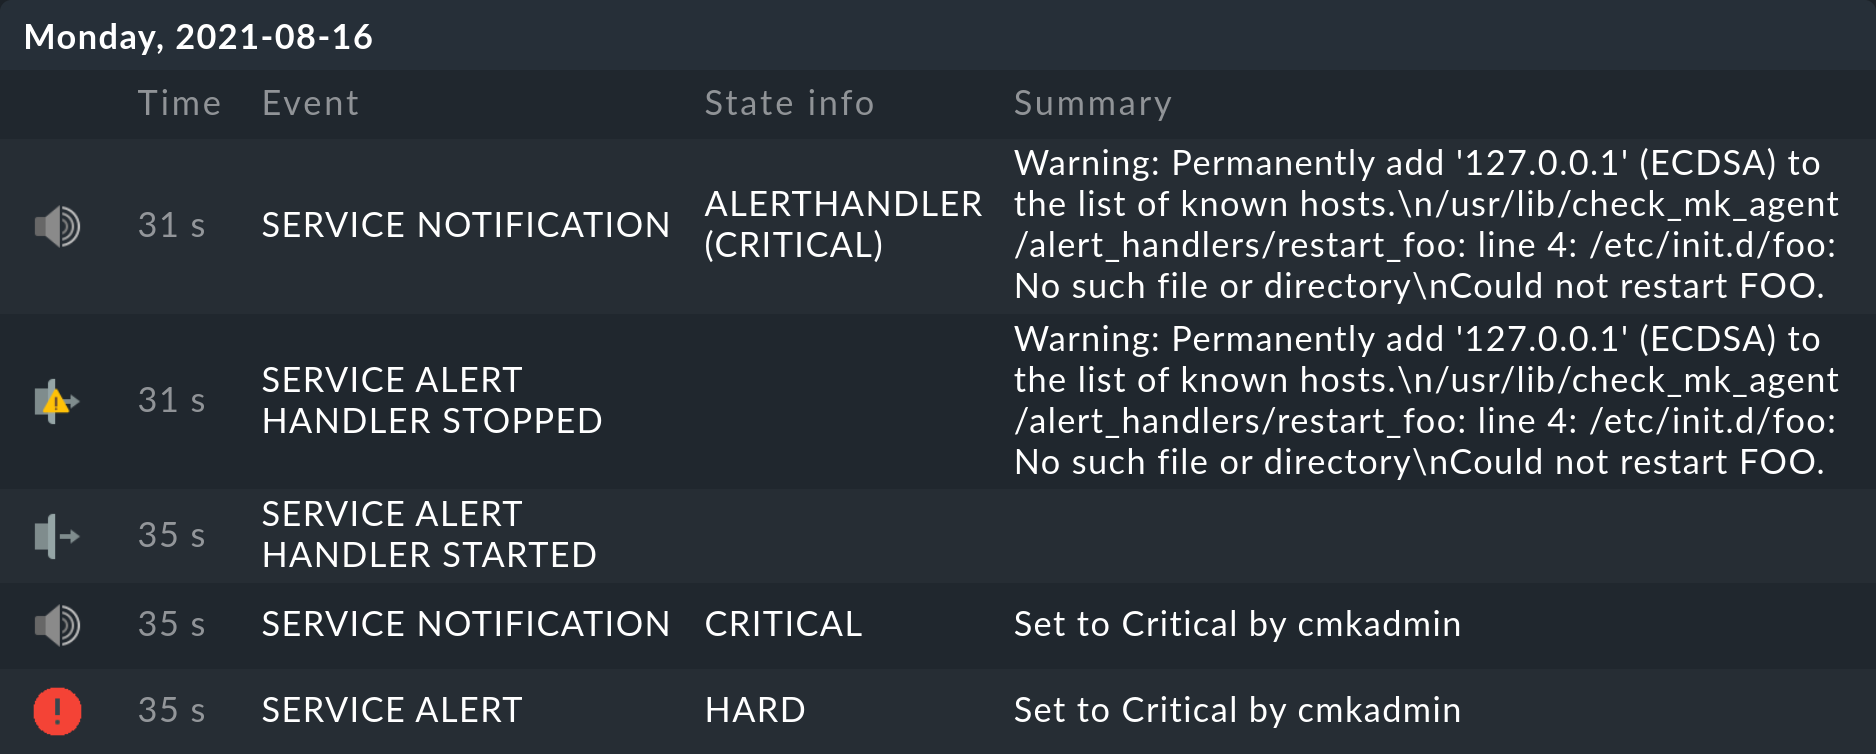 Monday, 2021-08-16
Time Event State info Summary
31 s SERVICE NOTIFICATION ALERTHANDLER (CRITICAL) Warning: Permanently add '127.0.0.1' (ECDSA) to
the list of known hosts.\n/usr/lib/check_mk_agent
/alert_handlers/restart_foo: line 4: /etc/init.d/foo:
No such file or directory\nCould not restart FOO.
31 s SERVICE ALERT HANDLER STOPPED Warning: Permanently add '127.0.0.1' (ECDSA) to
the list of known hosts.\n/usr/lib/check_mk_agent
/alert_handlers/restart_foo: line 4: /etc/init.d/foo:
No such file or directory\nCould not restart FOO.
35 s SERVICE ALERT
HANDLER STARTED
35 s SERVICE NOTIFICATION CRITICAL Set to Critical by cmkadmin
35 s SERVICE ALERT HARD Set to Critical by cmkadmin